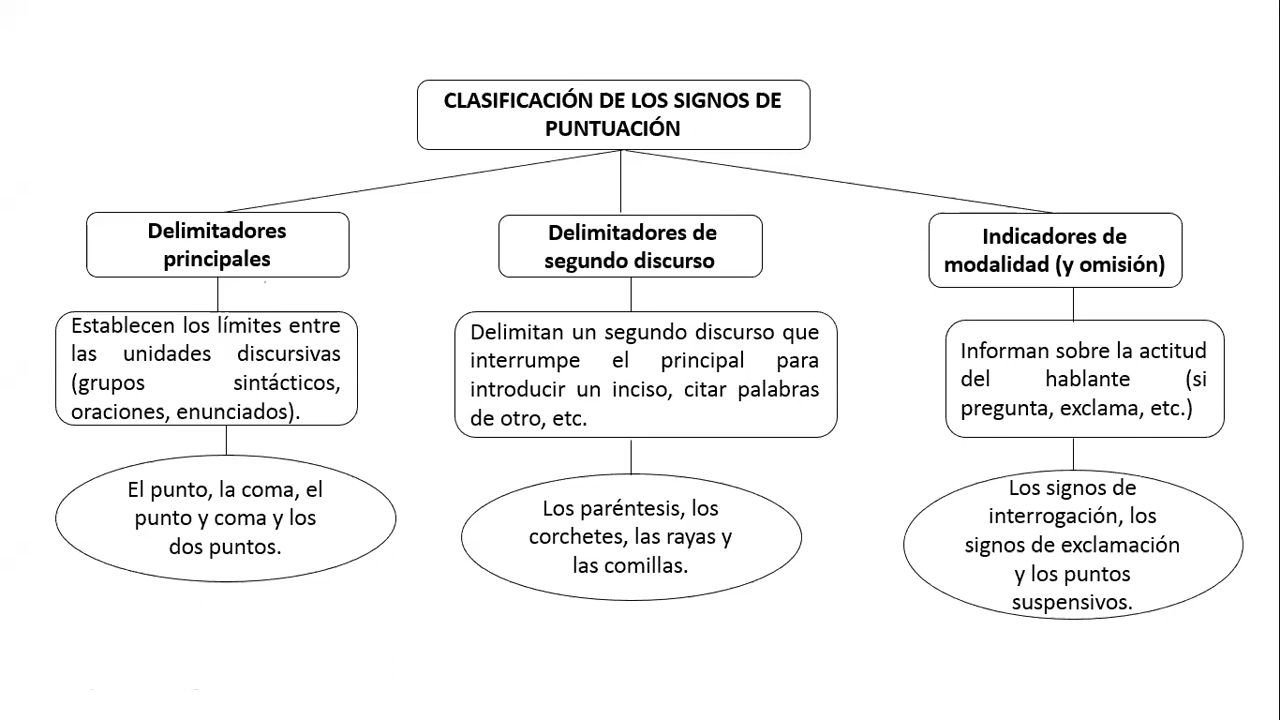 CLASIFICACIÓN DE LOS SIGNOS DE
PUNTUACIÓN
Delimitadores
principales
Delimitadores de
segundo discurso
Indicadores de
modalidad (y omisión)
Establecen los límites entre
las unidades discursivas
(grupos sintácticos,
oraciones, enunciados).
Delimitan un segundo discurso que
interrumpe el principal para
introducir un inciso, citar palabras
de otro, etc.
Informan sobre la actitud
del hablante (si
pregunta, exclama, etc.)
El punto, la coma, el
punto y coma y los
dos puntos.
Los paréntesis, los
corchetes, las rayas y
las comillas.
Los signos de
interrogación, los
signos de exclamación
y los puntos
suspensivos.